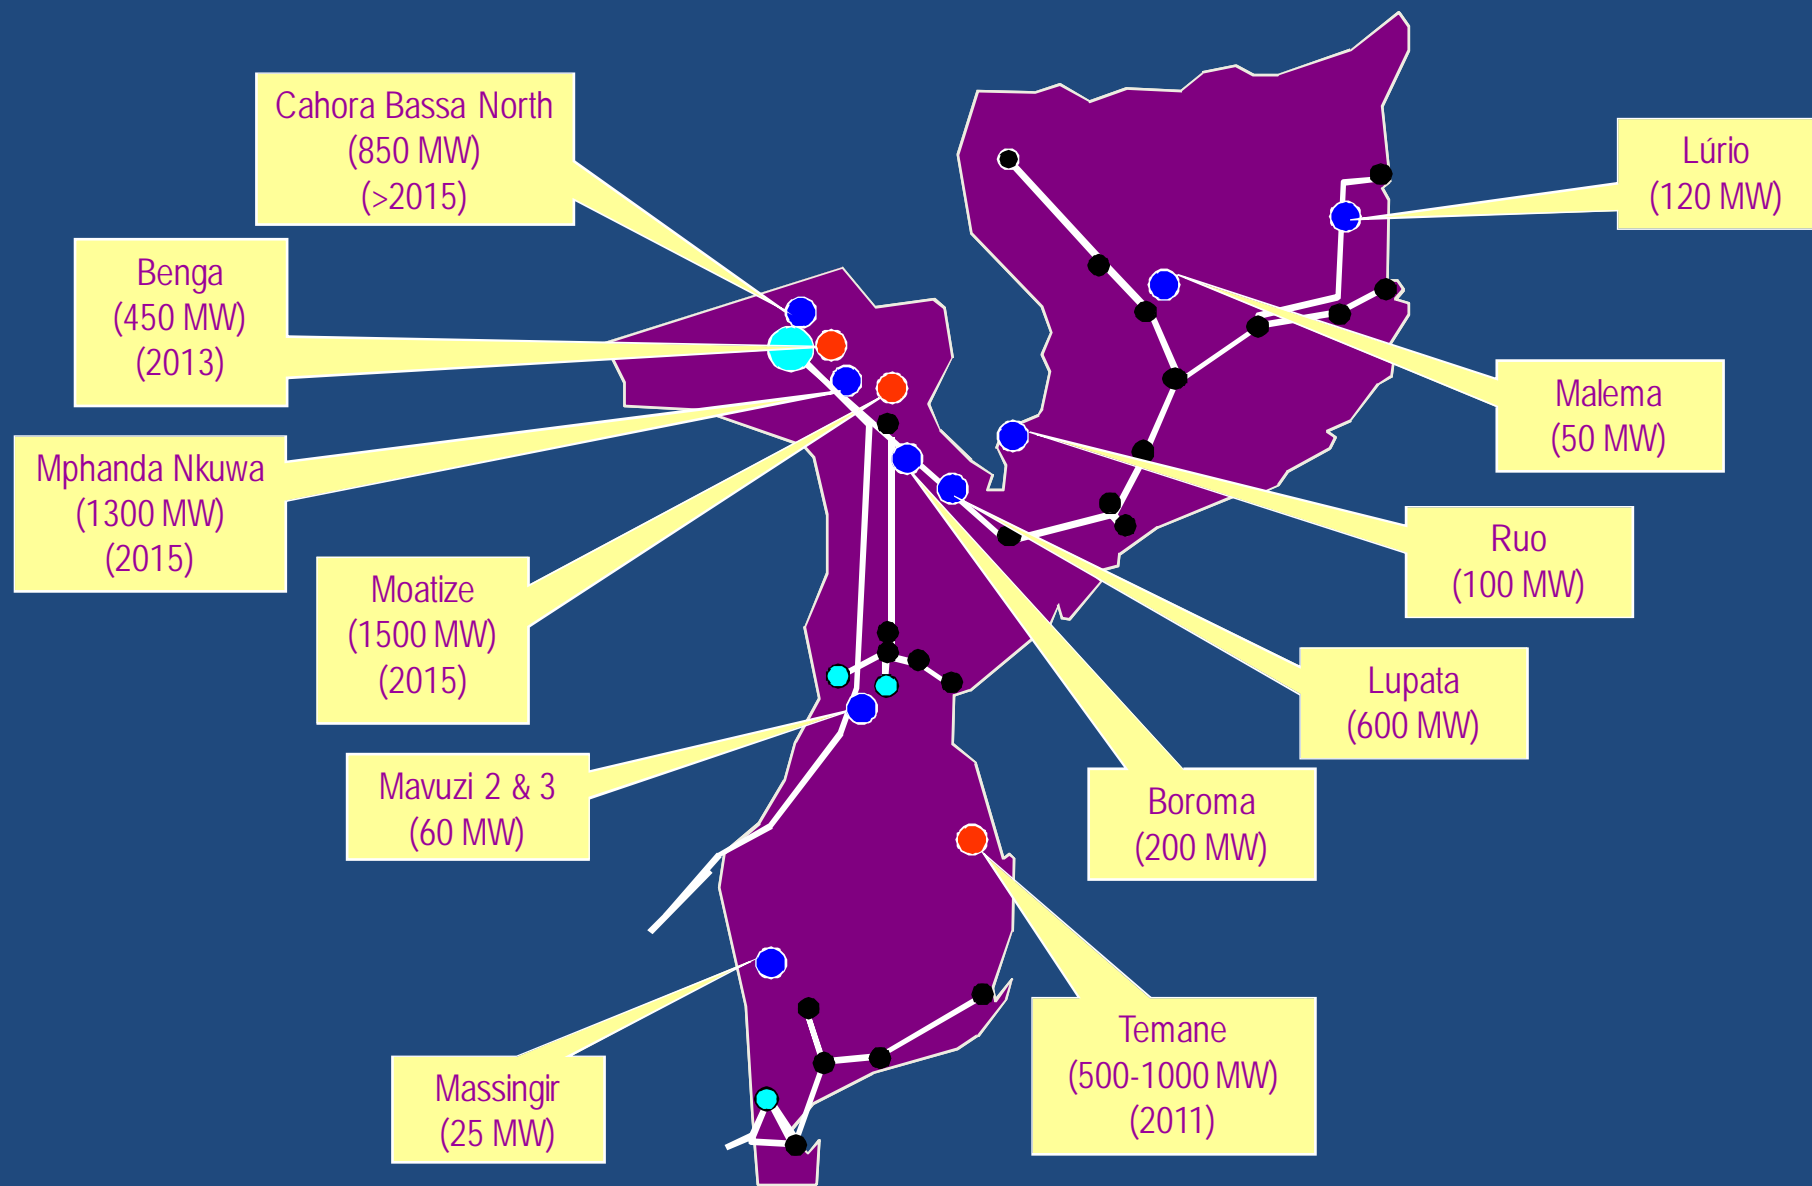 Cahora Bassa North
(850 MW)
(>2015)
Lúrio
(120 MW)
Benga
(450 MW)
(2013)
Malema
(50 MW)
Mphanda Nkuwa
(1300 MW)
(2015)
Ruo
(100 MW)
Moatize
(1500 MW)
(2015)
Lupata
(600 MW)
Mavuzi 2 & 3
(60 MW)
Boroma
(200 MW)
Temane
(500-1000 MW)
(2011)
Massingir
(25 MW)